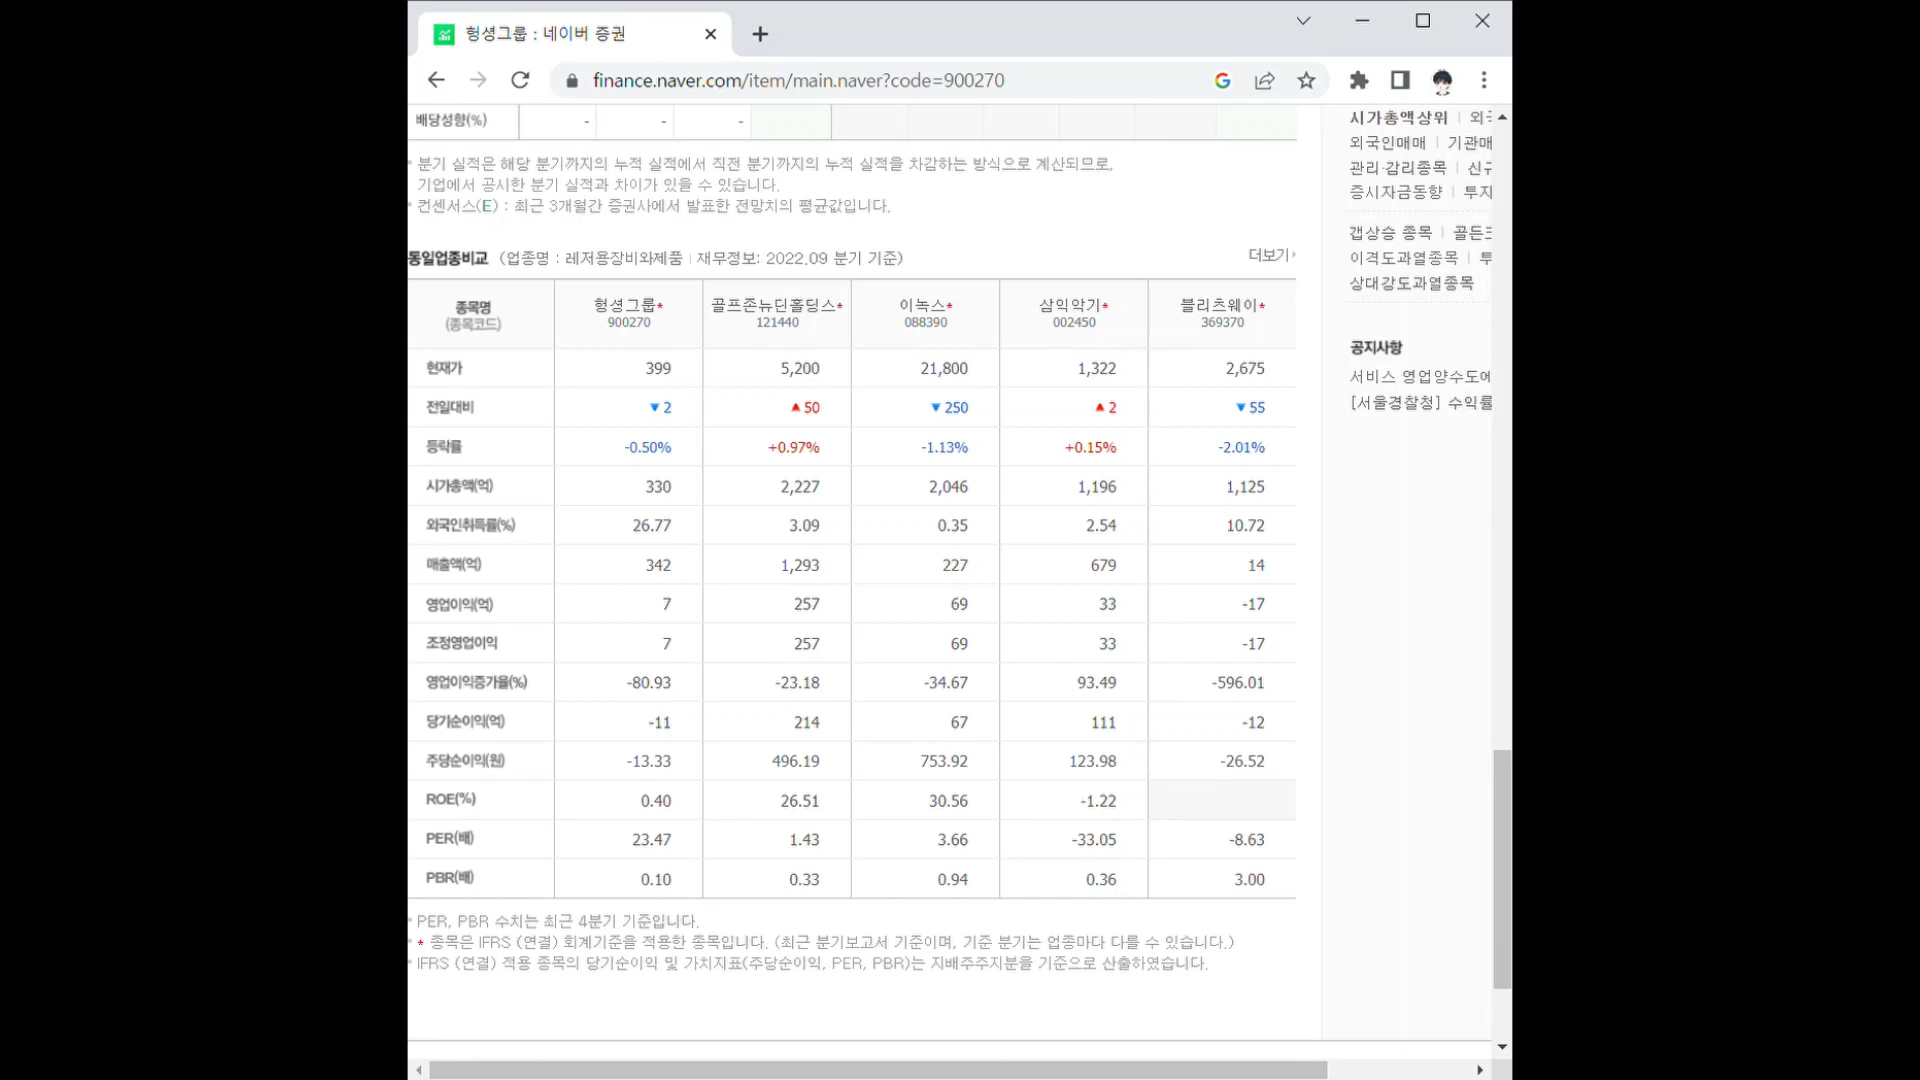 헝셩그룹 : 네이버 증권
finance.naver.com/item/main.naver?code=900270
배당성향(%) - - -
* 분기 실적은 해당 분기까지의 누적 실적에서 직전 분기까지의 누적 실적을 차감하는 방식으로 계산되므로,
기업에서 공시한 분기 실적과 차이가 있을 수 있습니다.
* 컨센서스(E) : 최근 3개월간 증권사에서 발표한 전망치의 평균값입니다.
동일업종비교 (업종명 : 레저용장비와제품 | 재무정보: 2022.09 분기 기준) 더보기
종목명 헝셩그룹* 골프존뉴딘홀딩스* 이녹스* 삼익악기* 블리츠웨이*
(종목코드) 900270 121440 088390 002450 369370
현재가 399 5,200 21,800 1,322 2,675
전일대비 ▼2 ▲50 ▼250 ▲2 ▼55
등락률 -0.50% +0.97% -1.13% +0.15% -2.01%
시가총액(억) 330 2,227 2,046 1,196 1,125
외국인취득률(%) 26.77 3.09 0.35 2.54 10.72
매출액(억) 342 1,293 227 679 14
영업이익(억) 7 257 69 33 -17
조정영업이익 7 257 69 33 -17
영업이익증가율(%) -80.93 -23.18 -34.67 93.49 -596.01
당기순이익(억) -11 214 67 111 -12
주당순이익(원) -13.33 496.19 753.92 123.98 -26.52
ROE(%) 0.40 26.51 30.56 -1.22
PER(배) 23.47 1.43 3.66 -33.05 -8.63
PBR(배) 0.10 0.33 0.94 0.36 3.00
* PER, PBR 수치는 최근 4분기 기준입니다.
* * 종목은 IFRS (연결) 회계기준을 적용한 종목입니다. (최근 분기보고서 기준이며, 기준 분기는 업종마다 다를 수 있습니다.)
* IFRS (연결) 적용 종목의 당기순이익 및 가치지표(주당순이익, PER, PBR)는 지배주주지분을 기준으로 산출하였습니다.
시가총액상위 | 외
외국인매매 | 기관매
관리·감리종목 | 신규
증시자금동향 | 투자
갭상승 종목 | 골든
이격도과열종목 | 투
상대강도과열종목
공지사항
서비스 영업양수도에
[서울경찰청] 수익률